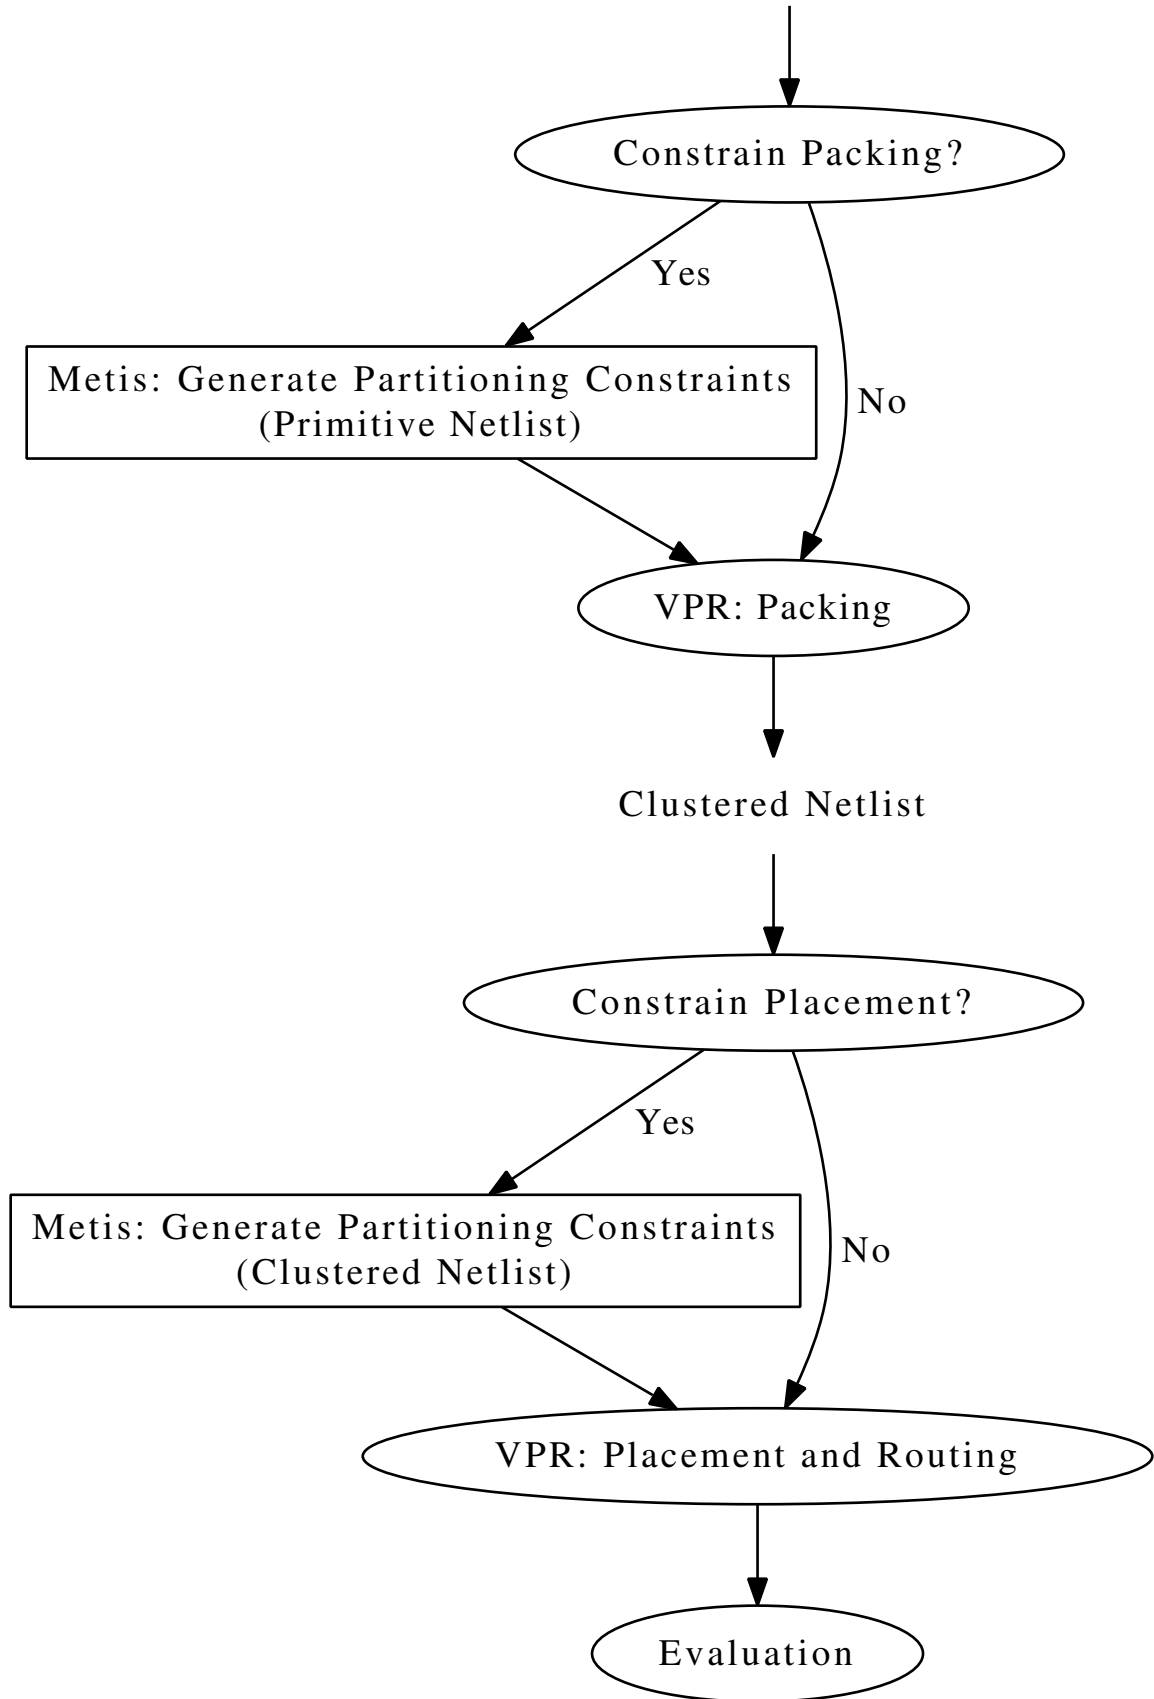 Constrain Packing?
Yes
Metis: Generate Partitioning Constraints
(Primitive Netlist)
No
VPR: Packing
Clustered Netlist
Constrain Placement?
Yes
Metis: Generate Partitioning Constraints
(Clustered Netlist)
No
VPR: Placement and Routing
Evaluation